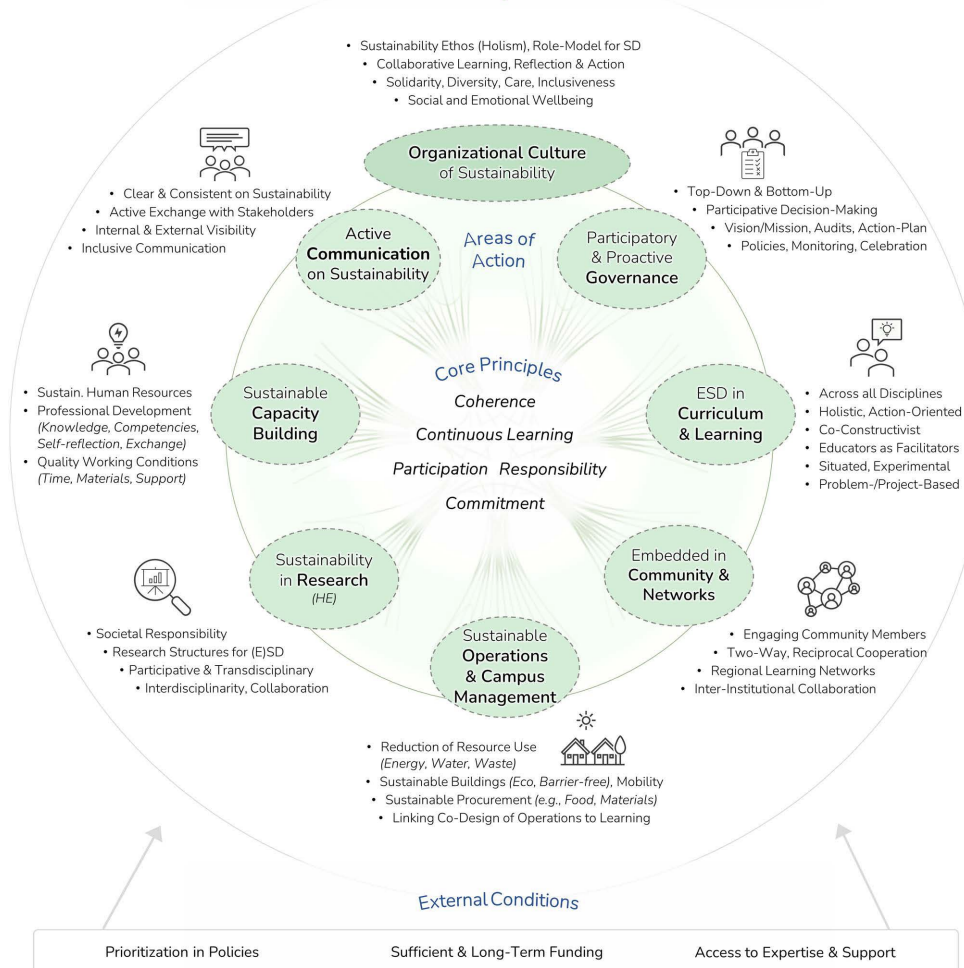 • Sustainability Ethos (Holism), Role-Model for SD
• Collaborative Learning, Reflection & Action
• Solidarity, Diversity, Care, Inclusiveness
• Social and Emotional Wellbeing
Organizational Culture
of Sustainability
• Clear & Consistent on Sustainability
• Active Exchange with Stakeholders
• Internal & External Visibility
• Inclusive Communication
Active
Communication
on Sustainability
Areas of
Action
Participatory
& Proactive
Governance
• Top-Down & Bottom-Up
• Participative Decision-Making
• Vision/Mission, Audits, Action-Plan
• Policies, Monitoring, Celebration
• Sustain. Human Resources
• Professional Development
(Knowledge, Competencies,
Self-reflection, Exchange)
• Quality Working Conditions
(Time, Materials, Support)
Sustainable
Capacity
Building
Core Principles
Coherence
Continuous Learning
Participation Responsibility
Commitment
ESD in
Curriculum
& Learning
• Across all Disciplines
• Holistic, Action-Oriented
• Co-Constructivist
• Educators as Facilitators
• Situated, Experimental
• Problem-/Project-Based
Sustainability
in Research
(HE)
• Societal Responsibility
• Research Structures for (E)SD
• Participative & Transdisciplinary
• Interdisciplinarity, Collaboration
Embedded in
Community &
Networks
• Engaging Community Members
• Two-Way, Reciprocal Cooperation
• Regional Learning Networks
• Inter-Institutional Collaboration
Sustainable
Operations
& Campus
Management
• Reduction of Resource Use
(Energy, Water, Waste)
• Sustainable Buildings (Eco, Barrier-free), Mobility
• Sustainable Procurement (e.g., Food, Materials)
• Linking Co-Design of Operations to Learning
External Conditions
Prioritization in Policies
Sufficient & Long-Term Funding
Access to Expertise & Support